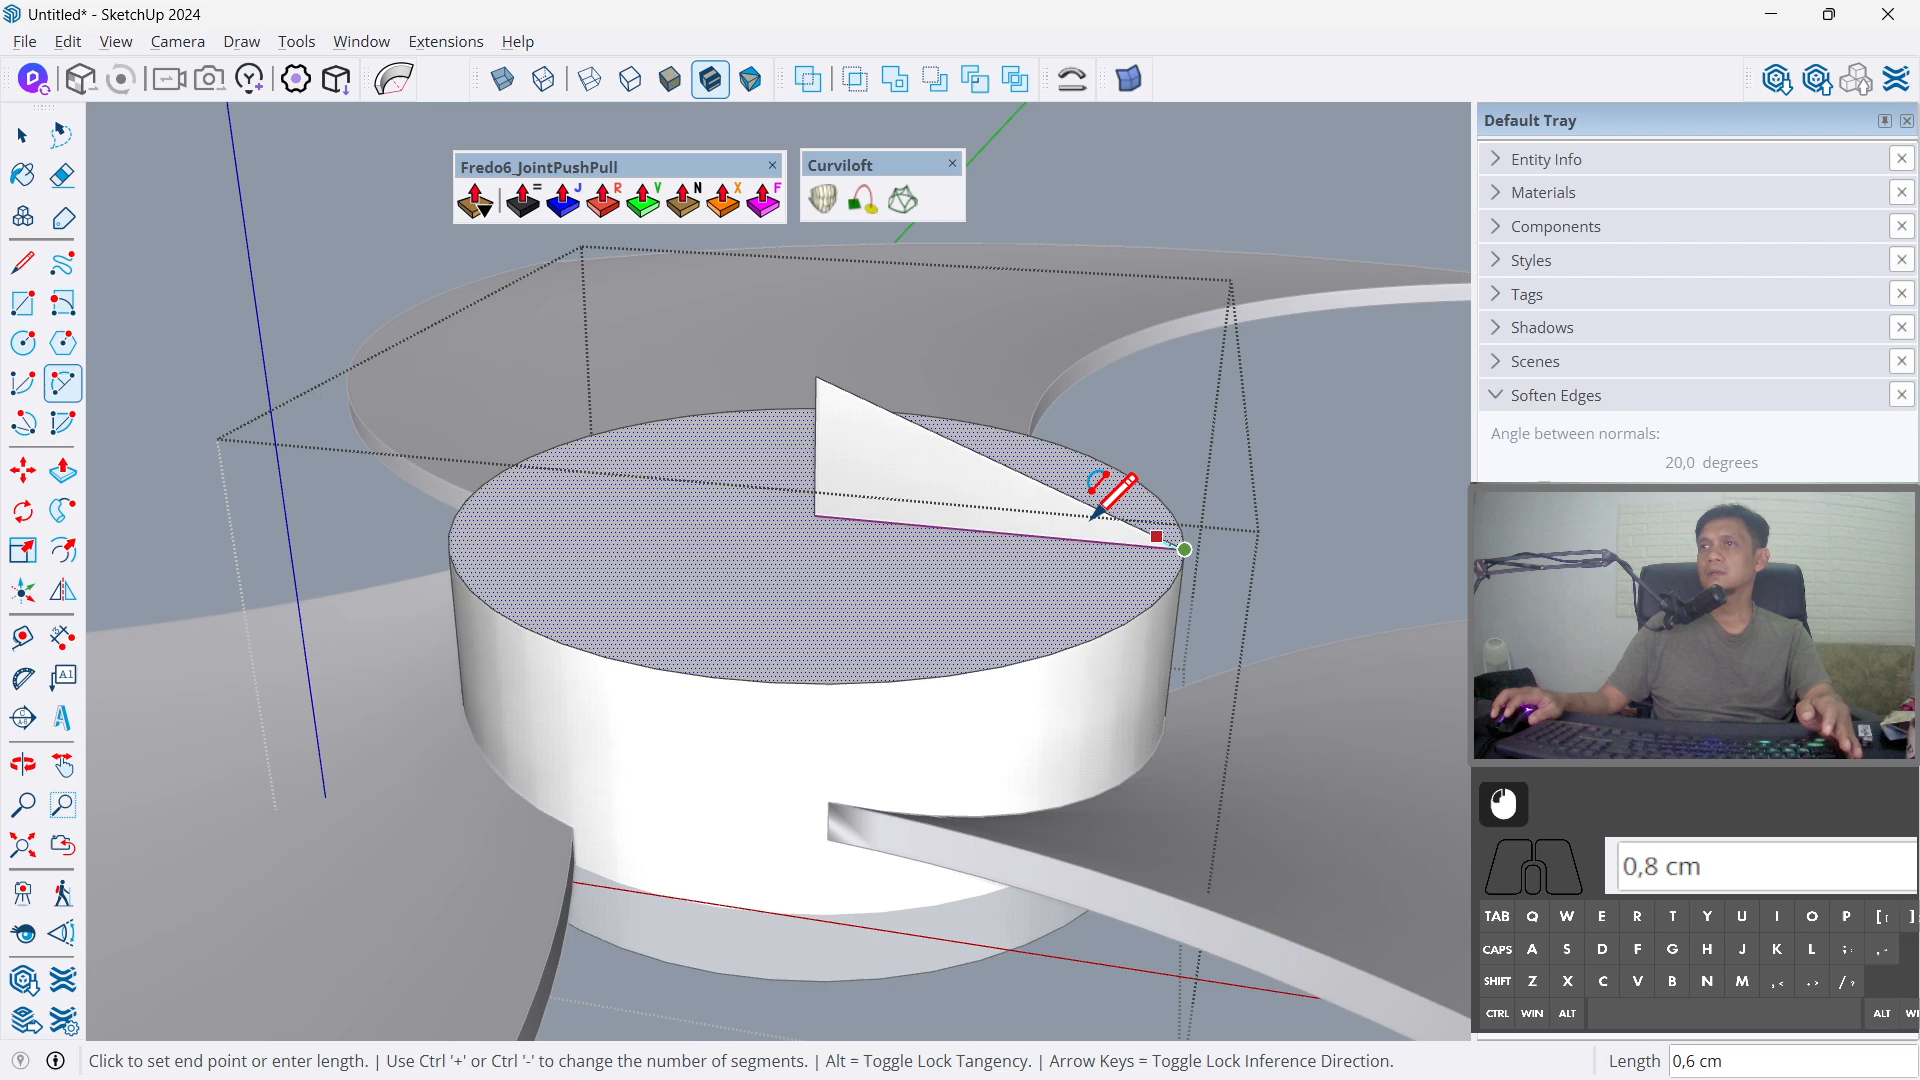 Untitled* - SketchUp 2024
File Edit View Camera Draw Tools Window Extensions Help
Default Tray
Fredo6_JointPushPull
Curviloft
= J R V N X F
Entity Info
Materials
Components
Styles
Tags
Shadows
Scenes
Soften Edges
Angle between normals:
20,0 degrees
A1
0,8 cm
TAB Q W E R T Y U I O P [ ]
CAPS A S D F G H J K L ; :
SHIFT Z X C V B N M , < . > / ?
CTRL WIN ALT ALT WI
Click to set end point or enter length. | Use Ctrl '+' or Ctrl '-' to change the number of segments. | Alt = Toggle Lock Tangency. | Arrow Keys = Toggle Lock Inference Direction.
Length 0,6 cm